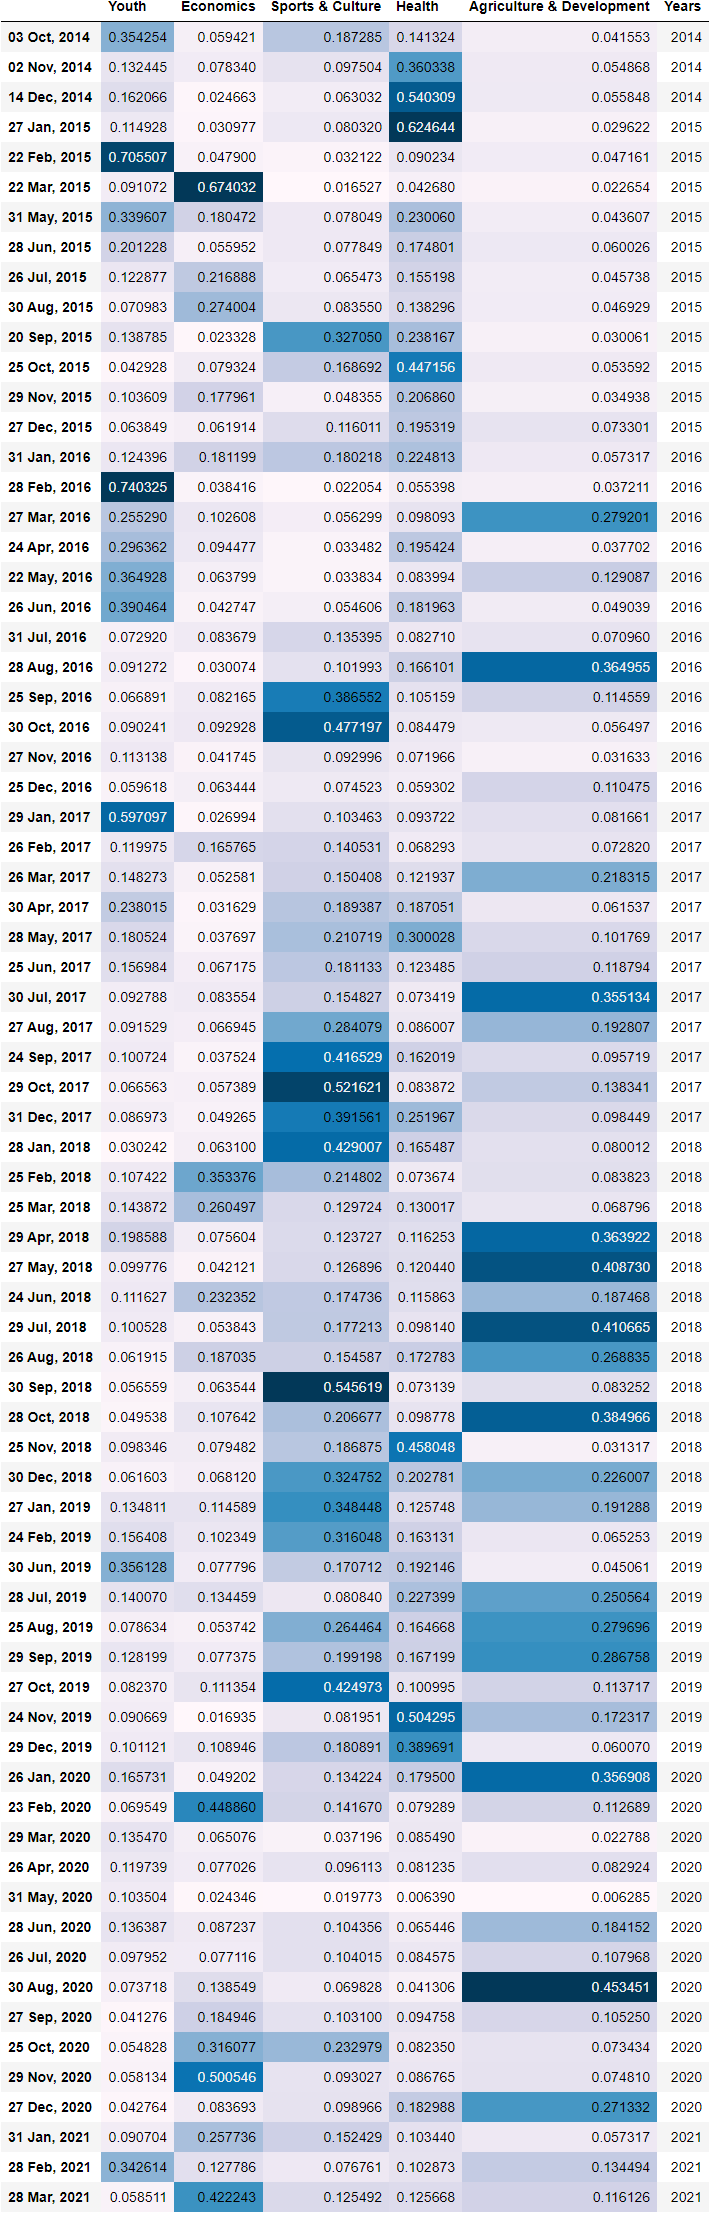 Youth Economics Sports & Culture Health Agriculture & Development Years
03 Oct, 2014 0.354254 0.059421 0.187285 0.141324 0.041553 2014
02 Nov, 2014 0.132445 0.078340 0.097504 0.360338 0.054868 2014
14 Dec, 2014 0.162066 0.024663 0.063032 0.540309 0.055848 2014
27 Jan, 2015 0.114928 0.030977 0.080320 0.624644 0.029622 2015
22 Feb, 2015 0.705507 0.047900 0.032122 0.090234 0.047161 2015
22 Mar, 2015 0.091072 0.674032 0.016527 0.042680 0.022654 2015
31 May, 2015 0.339607 0.180472 0.078049 0.230060 0.043607 2015
28 Jun, 2015 0.201228 0.055952 0.077849 0.174801 0.060026 2015
26 Jul, 2015 0.122877 0.216888 0.065473 0.155198 0.045738 2015
30 Aug, 2015 0.070983 0.274004 0.083550 0.138296 0.046929 2015
20 Sep, 2015 0.138785 0.023328 0.327050 0.238167 0.030061 2015
25 Oct, 2015 0.042928 0.079324 0.168692 0.447156 0.053592 2015
29 Nov, 2015 0.103609 0.177961 0.048355 0.206860 0.034938 2015
27 Dec, 2015 0.063849 0.061914 0.116011 0.195319 0.073301 2015
31 Jan, 2016 0.124396 0.181199 0.180218 0.224813 0.057317 2016
28 Feb, 2016 0.740325 0.038416 0.022054 0.055398 0.037211 2016
27 Mar, 2016 0.255290 0.102608 0.056299 0.098093 0.279201 2016
24 Apr, 2016 0.296362 0.094477 0.033482 0.195424 0.037702 2016
22 May, 2016 0.364928 0.063799 0.033834 0.083994 0.129087 2016
26 Jun, 2016 0.390464 0.042747 0.054606 0.181963 0.049039 2016
31 Jul, 2016 0.072920 0.083679 0.135395 0.082710 0.070960 2016
28 Aug, 2016 0.091272 0.030074 0.101993 0.166101 0.364955 2016
25 Sep, 2016 0.066891 0.082165 0.386552 0.105159 0.114559 2016
30 Oct, 2016 0.090241 0.092928 0.477197 0.084479 0.056497 2016
27 Nov, 2016 0.113138 0.041745 0.092996 0.071966 0.031633 2016
25 Dec, 2016 0.059618 0.063444 0.074523 0.059302 0.110475 2016
29 Jan, 2017 0.597097 0.026994 0.103463 0.093722 0.081661 2017
26 Feb, 2017 0.119975 0.165765 0.140531 0.068293 0.072820 2017
26 Mar, 2017 0.148273 0.052581 0.150408 0.121937 0.218315 2017
30 Apr, 2017 0.238015 0.031629 0.189387 0.187051 0.061537 2017
28 May, 2017 0.180524 0.037697 0.210719 0.300028 0.101769 2017
25 Jun, 2017 0.156984 0.067175 0.181133 0.123485 0.118794 2017
30 Jul, 2017 0.092788 0.083554 0.154827 0.073419 0.355134 2017
27 Aug, 2017 0.091529 0.066945 0.284079 0.086007 0.192807 2017
24 Sep, 2017 0.100724 0.037524 0.416529 0.162019 0.095719 2017
29 Oct, 2017 0.066563 0.057389 0.521621 0.083872 0.138341 2017
31 Dec, 2017 0.086973 0.049265 0.391561 0.251967 0.098449 2017
28 Jan, 2018 0.030242 0.063100 0.429007 0.165487 0.080012 2018
25 Feb, 2018 0.107422 0.353376 0.214802 0.073674 0.083823 2018
25 Mar, 2018 0.143872 0.260497 0.129724 0.130017 0.068796 2018
29 Apr, 2018 0.198588 0.075604 0.123727 0.116253 0.363922 2018
27 May, 2018 0.099776 0.042121 0.126896 0.120440 0.408730 2018
24 Jun, 2018 0.111627 0.232352 0.174736 0.115863 0.187468 2018
29 Jul, 2018 0.100528 0.053843 0.177213 0.098140 0.410665 2018
26 Aug, 2018 0.061915 0.187035 0.154587 0.172783 0.268835 2018
30 Sep, 2018 0.056559 0.063544 0.545619 0.073139 0.083252 2018
28 Oct, 2018 0.049538 0.107642 0.206677 0.098778 0.384966 2018
25 Nov, 2018 0.098346 0.079482 0.186875 0.458048 0.031317 2018
30 Dec, 2018 0.061603 0.068120 0.324752 0.202781 0.226007 2018
27 Jan, 2019 0.134811 0.114589 0.348448 0.125748 0.191288 2019
24 Feb, 2019 0.156408 0.102349 0.316048 0.163131 0.065253 2019
30 Jun, 2019 0.356128 0.077796 0.170712 0.192146 0.045061 2019
28 Jul, 2019 0.140070 0.134459 0.080840 0.227399 0.250564 2019
25 Aug, 2019 0.078634 0.053742 0.264464 0.164668 0.279696 2019
29 Sep, 2019 0.128199 0.077375 0.199198 0.167199 0.286758 2019
27 Oct, 2019 0.082370 0.111354 0.424973 0.100995 0.113717 2019
24 Nov, 2019 0.090669 0.016935 0.081951 0.504295 0.172317 2019
29 Dec, 2019 0.101121 0.108946 0.180891 0.389691 0.060070 2019
26 Jan, 2020 0.165731 0.049202 0.134224 0.179500 0.356908 2020
23 Feb, 2020 0.069549 0.448860 0.141670 0.079289 0.112689 2020
29 Mar, 2020 0.135470 0.065076 0.037196 0.085490 0.022788 2020
26 Apr, 2020 0.119739 0.077026 0.096113 0.081235 0.082924 2020
31 May, 2020 0.103504 0.024346 0.019773 0.006390 0.006285 2020
28 Jun, 2020 0.136387 0.087237 0.104356 0.065446 0.184152 2020
26 Jul, 2020 0.097952 0.077116 0.104015 0.084575 0.107968 2020
30 Aug, 2020 0.073718 0.138549 0.069828 0.041306 0.453451 2020
27 Sep, 2020 0.041276 0.184946 0.103100 0.094758 0.105250 2020
25 Oct, 2020 0.054828 0.316077 0.232979 0.082350 0.073434 2020
29 Nov, 2020 0.058134 0.500546 0.093027 0.086765 0.074810 2020
27 Dec, 2020 0.042764 0.083693 0.098966 0.182988 0.271332 2020
31 Jan, 2021 0.090704 0.257736 0.152429 0.103440 0.057317 2021
28 Feb, 2021 0.342614 0.127786 0.076761 0.102873 0.134494 2021
28 Mar, 2021 0.058511 0.422243 0.125492 0.125668 0.116126 2021